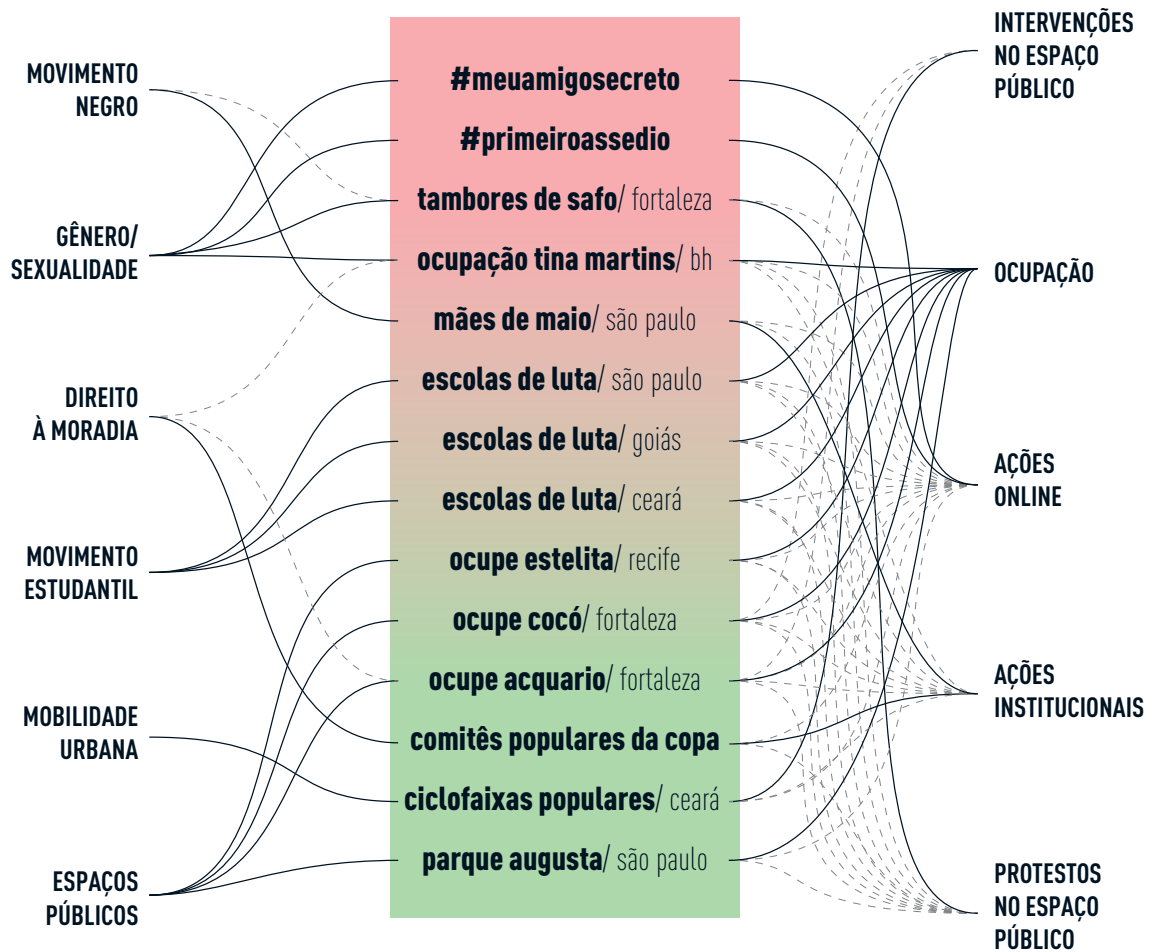 MOVIMENTO
NEGRO
GÊNERO/
SEXUALIDADE
DIREITO
À MORADIA
MOVIMENTO
ESTUDANTIL
MOBILIDADE
URBANA
ESPAÇOS
PÚBLICOS
#meuamigosecreto
#primeiroassedio
tambores de safo/ fortaleza
ocupação tina martins/ bh
mães de maio/ são paulo
escolas de luta/ são paulo
escolas de luta/ goiás
escolas de luta/ ceará
ocupe estelita/ recife
ocupe cocó/ fortaleza
ocupe acquario/ fortaleza
comitês populares da copa
ciclofaixas populares/ ceará
parque augusta/ são paulo
INTERVENÇÕES
NO ESPAÇO
PÚBLICO
OCUPAÇÃO
AÇÕES
ONLINE
AÇÕES
INSTITUCIONAIS
PROTESTOS
NO ESPAÇO
PÚBLICO